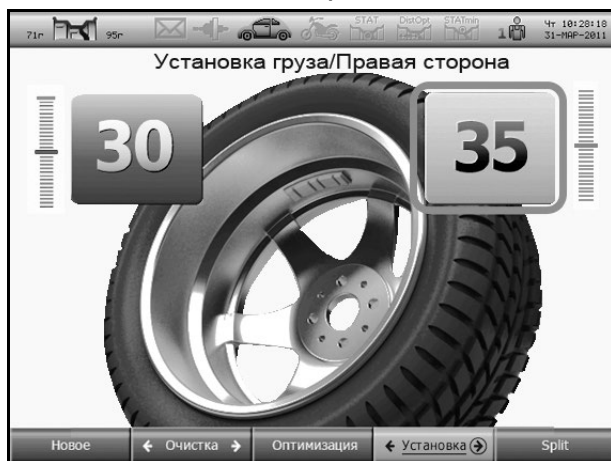 71г 95г STAT DistOpt STATmin 1 Чт 10:28:18
31-МАР-2011
Установка груза/Правая сторона
30 35
Новое Очистка Оптимизация Установка Split